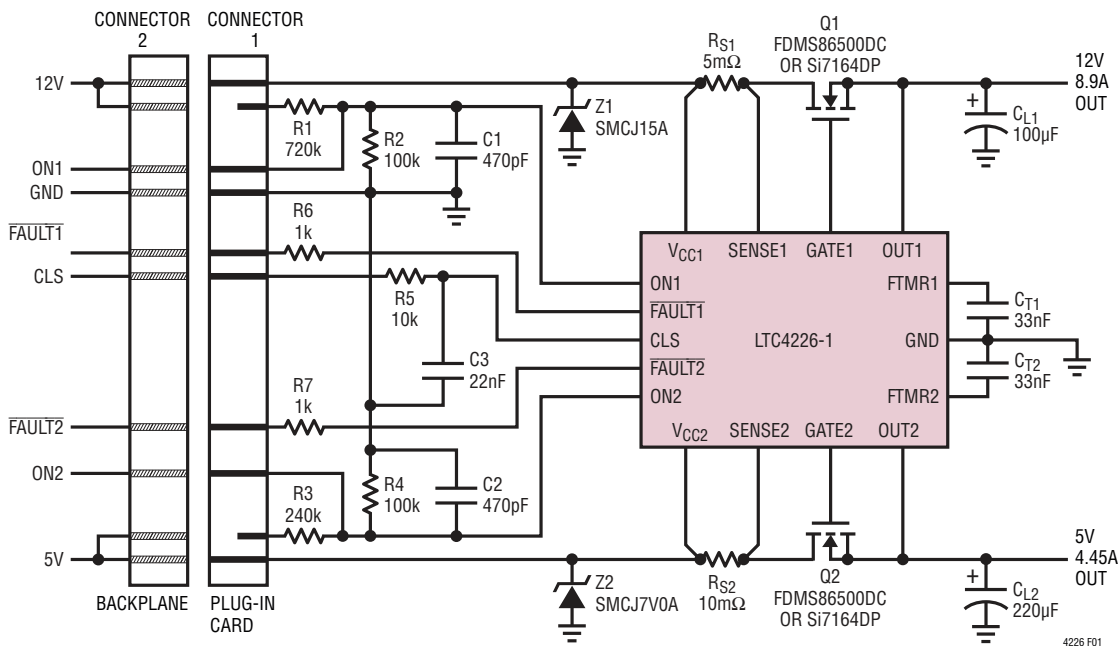 CONNECTOR
2
CONNECTOR
1
12V
ON1
GND
FAULT1
CLS
FAULT2
ON2
5V
BACKPLANE
PLUG-IN
CARD
R1
720k
R2
100k
C1
470pF
R6
1k
R5
10k
C3
22nF
R7
1k
R3
240k
R4
100k
C2
470pF
Z1
SMCJ15A
Z2
SMCJ7V0A
RS1
5mΩ
Q1
FDMS86500DC
OR Si7164DP
12V
8.9A
OUT
+
CL1
100µF
VCC1
SENSE1
GATE1
OUT1
ON1
FAULT1
CLS
FAULT2
ON2
LTC4226-1
FTMR1
GND
FTMR2
VCC2
SENSE2
GATE2
OUT2
CT1
33nF
CT2
33nF
RS2
10mΩ
Q2
FDMS86500DC
OR Si7164DP
5V
4.45A
OUT
+
CL2
220µF
4226 F01